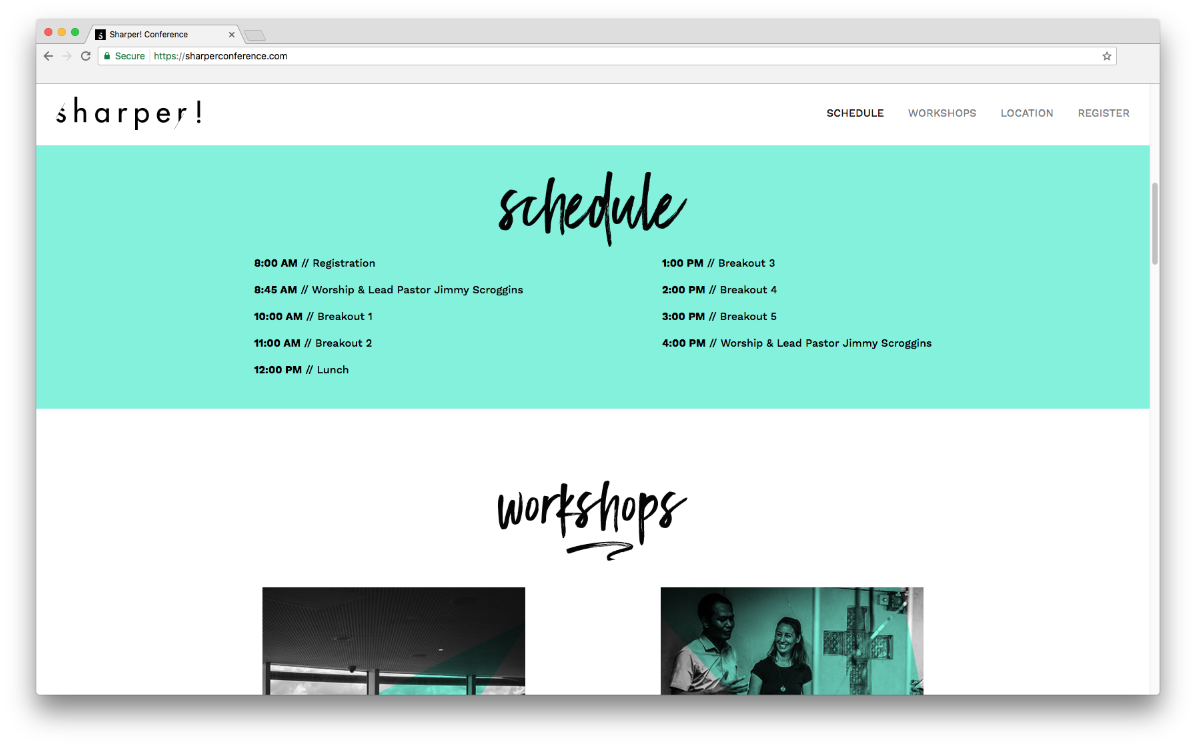 Sharper! Conference
Secure https://sharperconference.com
sharper!
SCHEDULE WORKSHOPS LOCATION REGISTER
schedule
8:00 AM // Registration
8:45 AM // Worship & Lead Pastor Jimmy Scroggins
10:00 AM // Breakout 1
11:00 AM // Breakout 2
12:00 PM // Lunch
1:00 PM // Breakout 3
2:00 PM // Breakout 4
3:00 PM // Breakout 5
4:00 PM // Worship & Lead Pastor Jimmy Scroggins
workshops